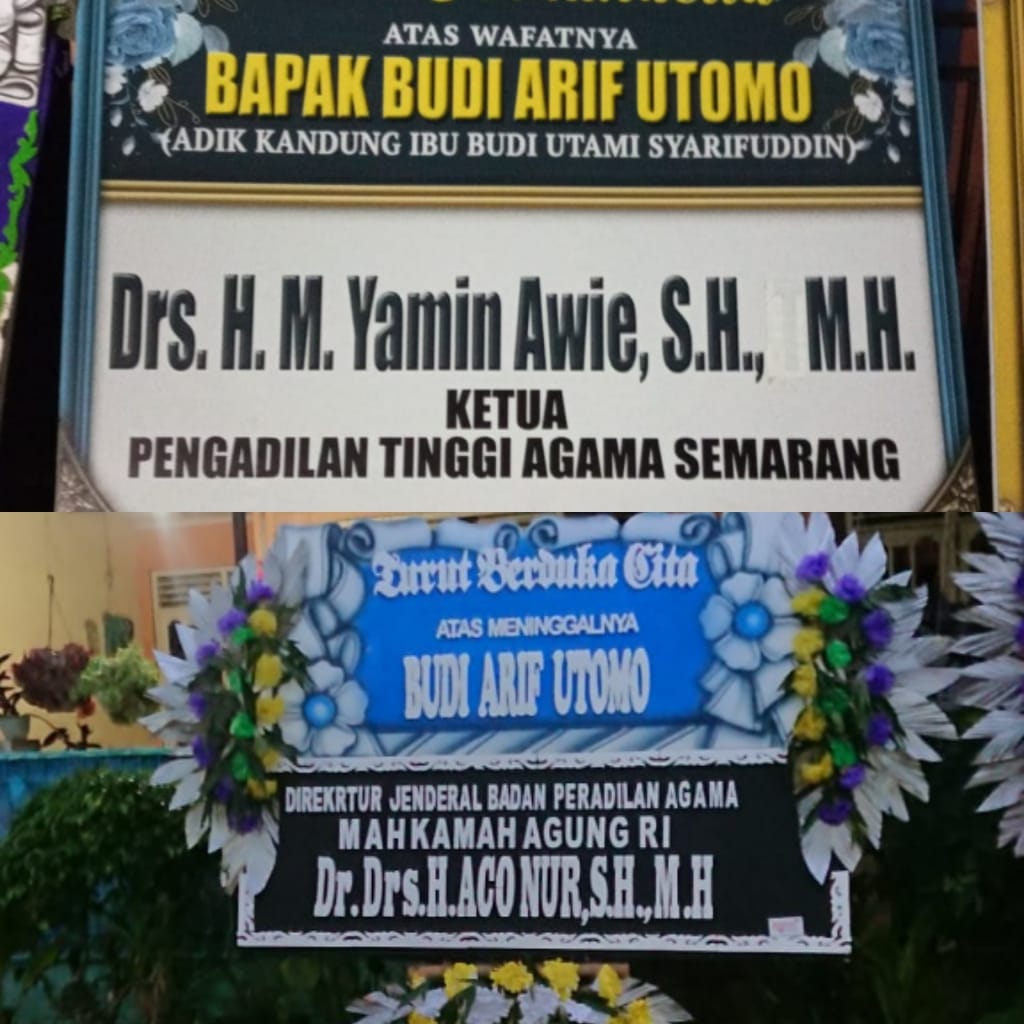 ATAS WAFATNYA
BAPAK BUDI ARIF UTOMO
(ADIK KANDUNG IBU BUDI UTAMI SYARIFUDDIN)
Drs. H. M. Yamin Awie, S.H., M.H.
KETUA
PENGADILAN TINGGI AGAMA SEMARANG
Turut Berduka Cita
ATAS MENINGGALNYA
BUDI ARIF UTOMO
DIREKRTUR JENDERAL BADAN PERADILAN AGAMA
MAHKAMAH AGUNG RI
Dr. Drs.H.ACO NUR,S.H.,M.H